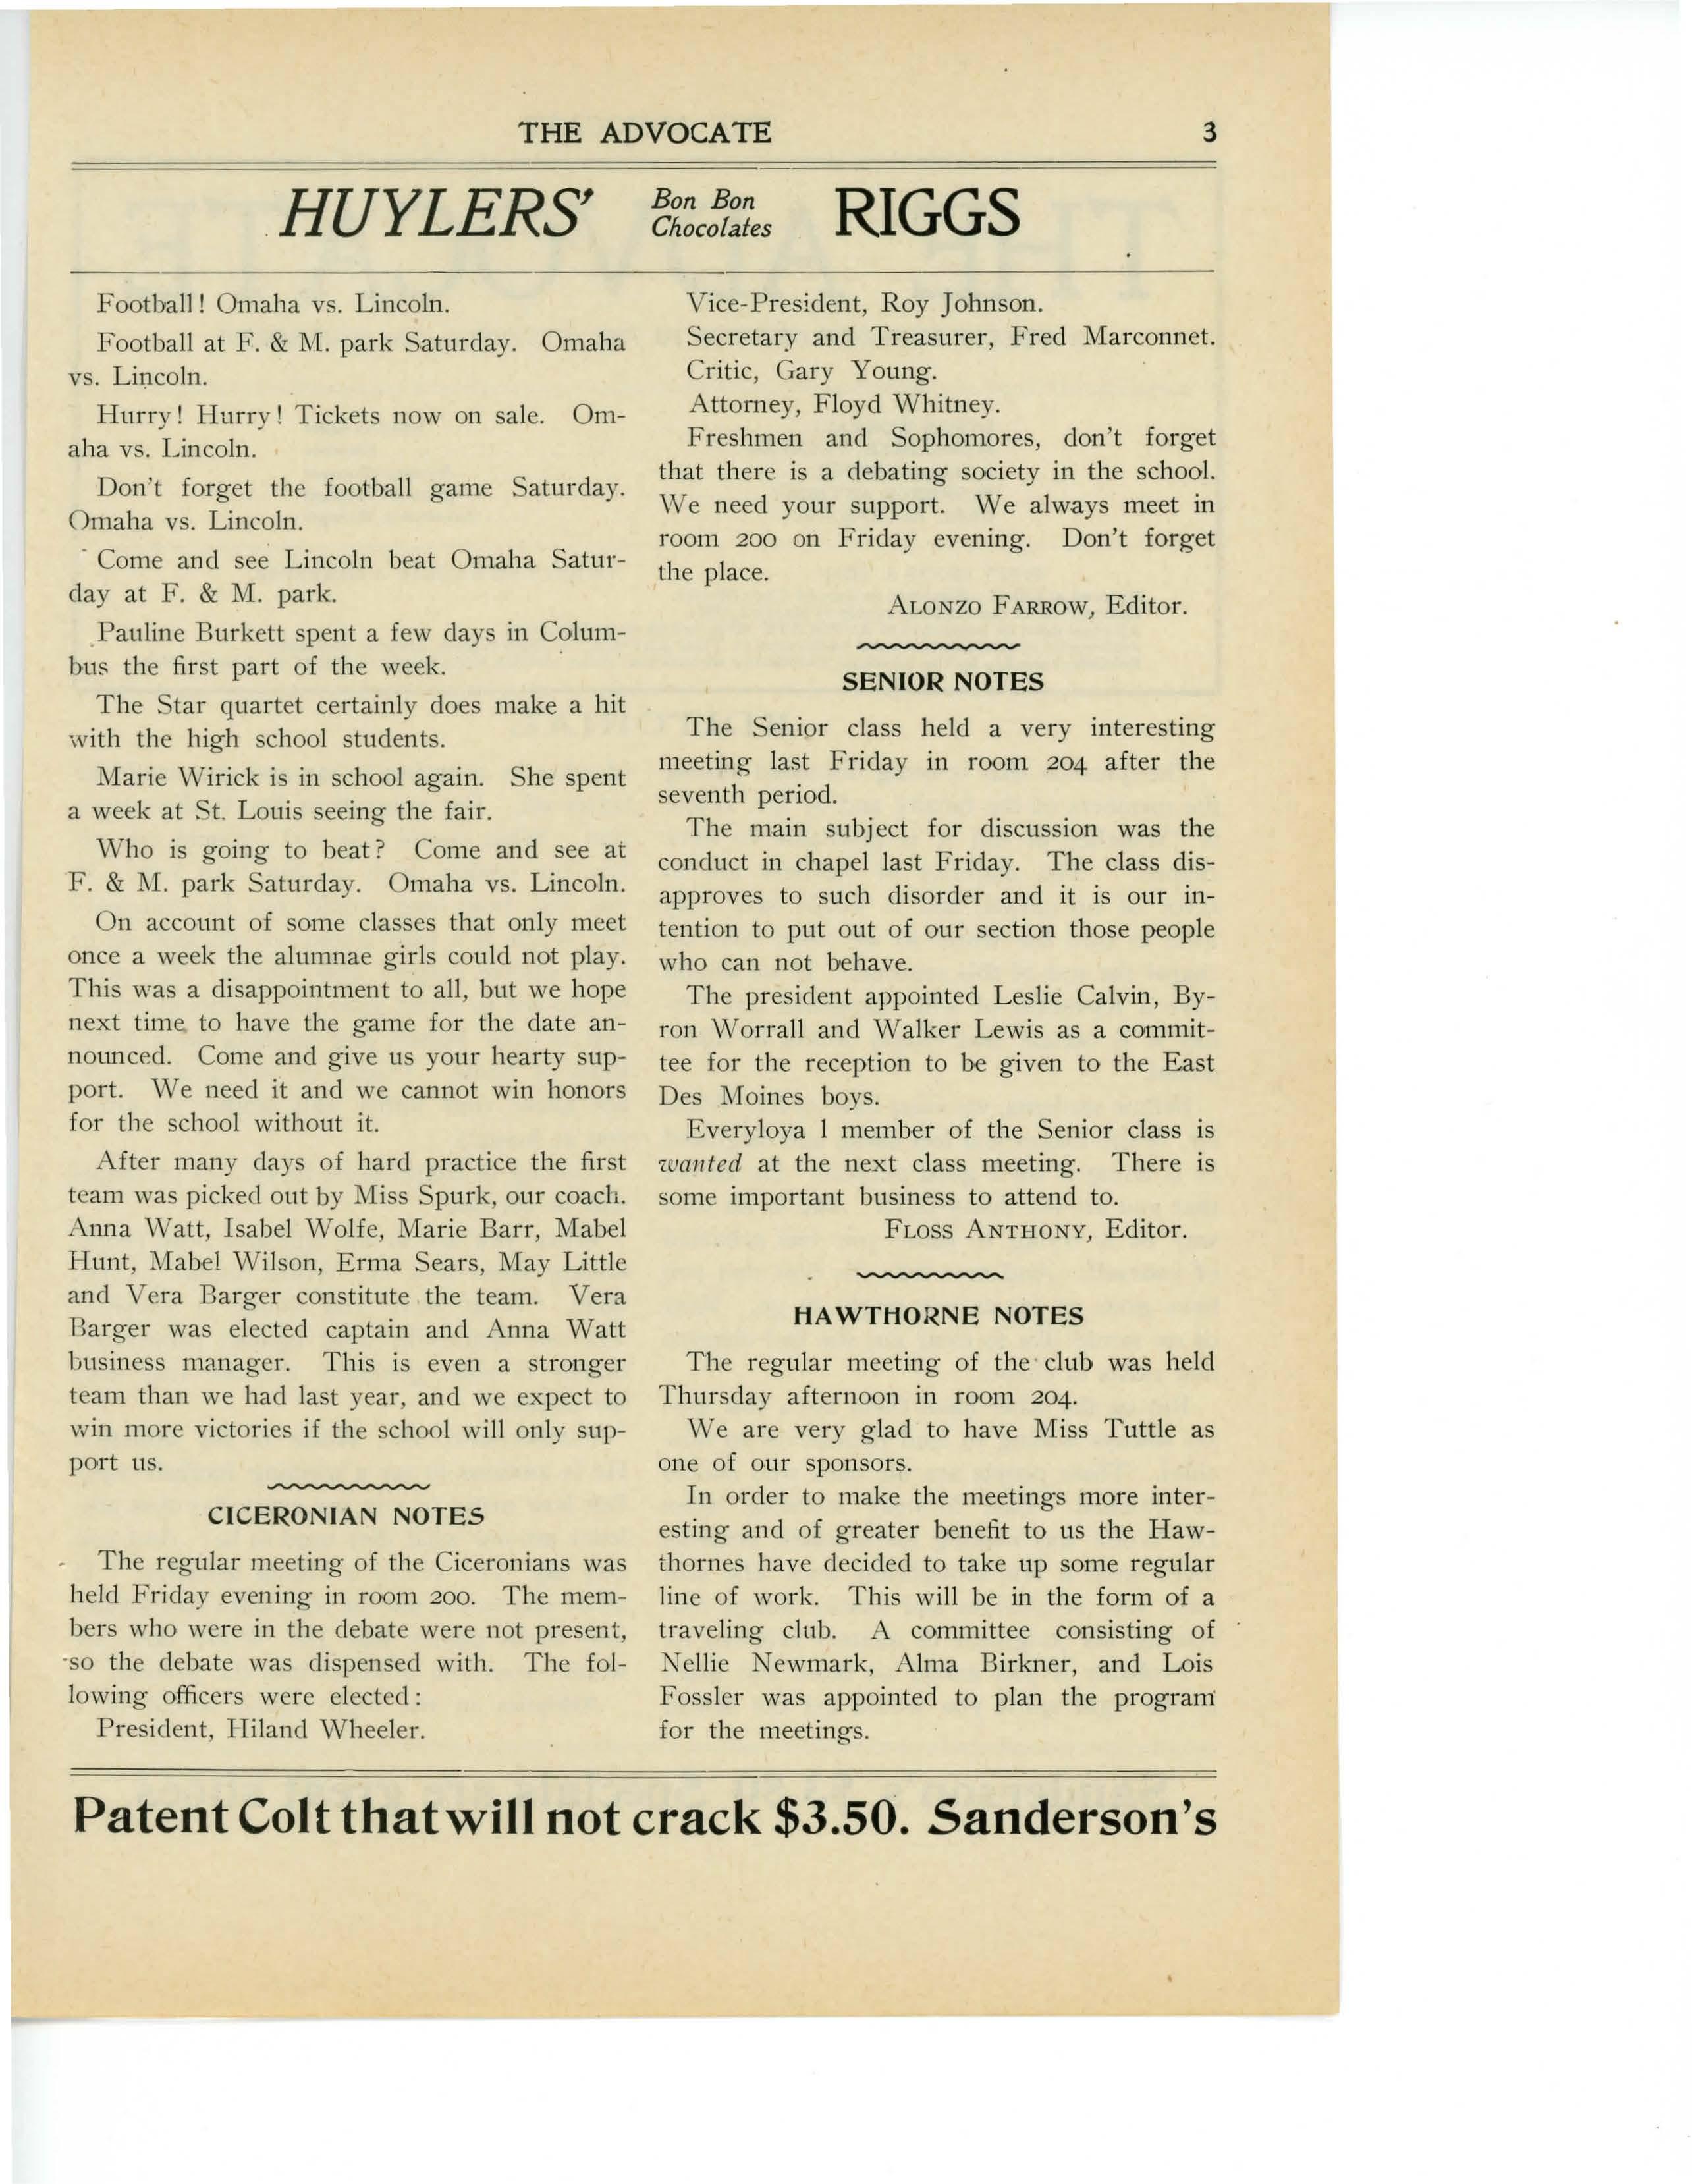 THE ADVOCATE 3
HUYLERS' Bon Bon Chocolates RIGGS
Football! Omaha vs. Lincoln.
Football at F. & M. park Saturday. Omaha
vs. Lincoln.
Hurry! Hurry! Tickets now on sale. Om-
aha vs. Lincoln.
Don't forget the football game Saturday.
Omaha vs. Lincoln.
Come and see Lincoln beat Omaha Satur-
day at F. & M. park.
Pauline Burkett spent a few days in Colum-
bus the first part of the week.
The Star quartet certainly does make a hit
with the high school students.
Marie Wirick is in school again. She spent
a week at St. Louis seeing the fair.
Who is going to beat? Come and see at
F. & M. park Saturday. Omaha vs. Lincoln.
On account of some classes that only meet
once a week the alumnae girls could not play.
This was a disappointment to all, but we hope
next time to have the game for the date an-
nounced. Come and give us your hearty sup-
port. We need it and we cannot win honors
for the school without it.
After many days of hard practice the first
team was picked out by Miss Spurk, our coach.
Anna Watt, Isabel Wolfe, Marie Barr, Mabel
Hunt, Mabel Wilson, Erma Sears, May Little
and Vera Barger constitute the team. Vera
Barger was elected captain and Anna Watt
business manager. This is even a stronger
team than we had last year, and we expect to
win more victories if the school will only sup-
port us.
CICERONIAN NOTES
The regular meeting of the Ciceronians was
held Friday evening in room 200. The mem-
bers who were in the debate were not present,
so the debate was dispensed with. The fol-
lowing officers were elected:
President, Hiland Wheeler.
Vice-President, Roy Johnson.
Secretary and Treasurer, Fred Marconnet.
Critic, Gary Young.
Attorney, Floyd Whitney.
Freshmen and Sophomores, don't forget
that there is a debating society in the school.
We need your support. We always meet in
room 200 on Friday evening. Don't forget
the place.
ALONZO FARROW, Editor.
SENIOR NOTES
The Senior class held a very interesting
meeting last Friday in room 204 after the
seventh period.
The main subject for discussion was the
conduct in chapel last Friday. The class dis-
approves to such disorder and it is our in-
tention to put out of our section those people
who can not behave.
The president appointed Leslie Calvin, By-
ron Worrall and Walker Lewis as a commit-
tee for the reception to be given to the East
Des Moines boys.
Everyloya l member of the Senior class is
wanted at the next class meeting. There is
some important business to attend to.
FLOSS ANTHONY, Editor.
HAWTHORNE NOTES
The regular meeting of the club was held
Thursday afternoon in room 204.
We are very glad to have Miss Tuttle as
one of our sponsors.
In order to make the meetings more inter-
esting and of greater benefit to us the Haw-
thornes have decided to take up some regular
line of work. This will be in the form of a
traveling club. A committee consisting of
Nellie Newmark, Alma Birkner, and Lois
Fossler was appointed to plan the program
for the meetings.
Patent Colt that will not crack $3.50. Sanderson's